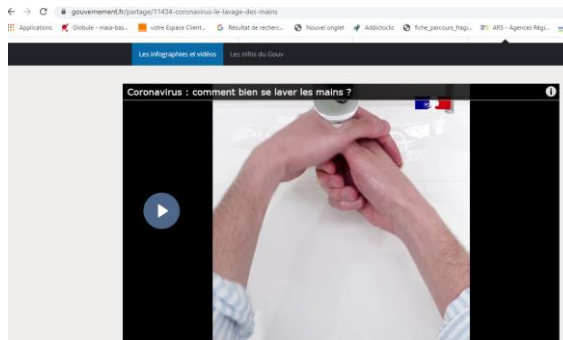 gouvernement.fr/partage/11434-coronavirus-le-lavage-des-mains
Applications Globule - maia-bas... votre Espace Client... Résultat de recherc... Nouvel onglet Addictoclic fiche_parcours_fragi... ARS - Agences Régi...
Les infographies et vidéos Les infos du Gouv
Coronavirus : comment bien se laver les mains ?